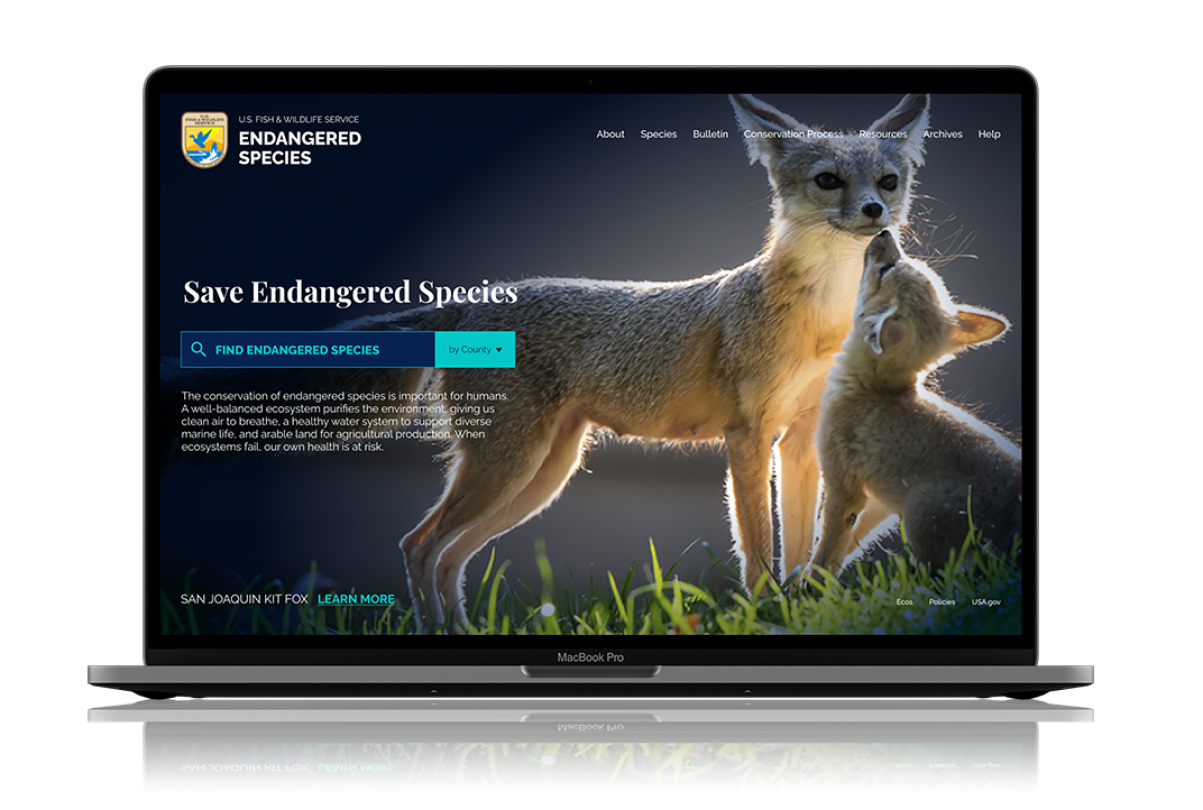 U.S.
FISH & WILDLIFE
SERVICE
U.S. FISH & WILDLIFE SERVICE
ENDANGERED
SPECIES
About Species Bulletin Conservation Process Resources Archives Help
Save Endangered Species
FIND ENDANGERED SPECIES by County
The conservation of endangered species is important for humans.
A well-balanced ecosystem purifies the environment, giving us
clean air to breathe, a healthy water system to support diverse
marine life, and arable land for agricultural production. When
ecosystems fail, our own health is at risk.
SAN JOAQUIN KIT FOX LEARN MORE
Ecos Policies USA.gov
MacBook Pro